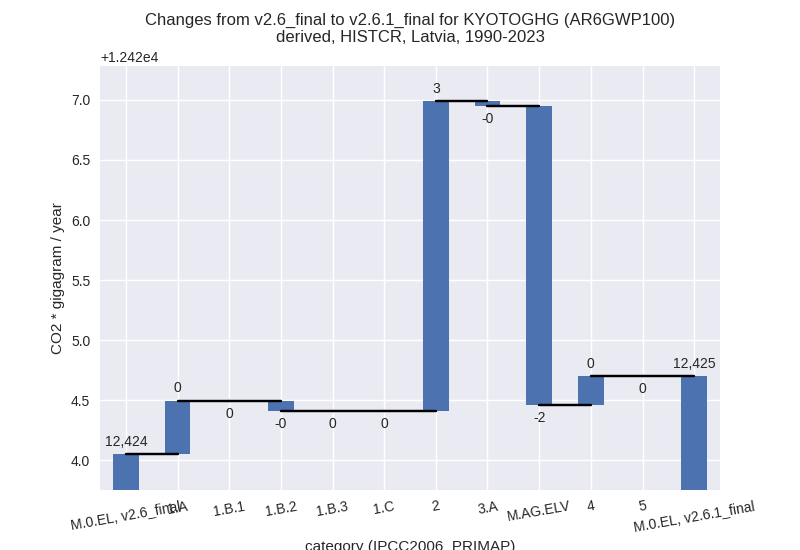 Changes from v2.6_final to v2.6.1_final for KYOTOGHG (AR6GWP100)
derived, HISTCR, Latvia, 1990-2023
+1.242e4
7.0
6.5
6.0
5.5
5.0
4.5
4.0
CO2 * gigagram / year
12,424
0
0
-0
0
0
3
-0
-2
0
0
12,425
M.0.EL, v2.6_final
1.A
1.B.1
1.B.2
1.B.3
1.C
2
3.A
M.AG.ELV
4
5
M.0.EL, v2.6.1_final
category (IPCC2006_PRIMAP)